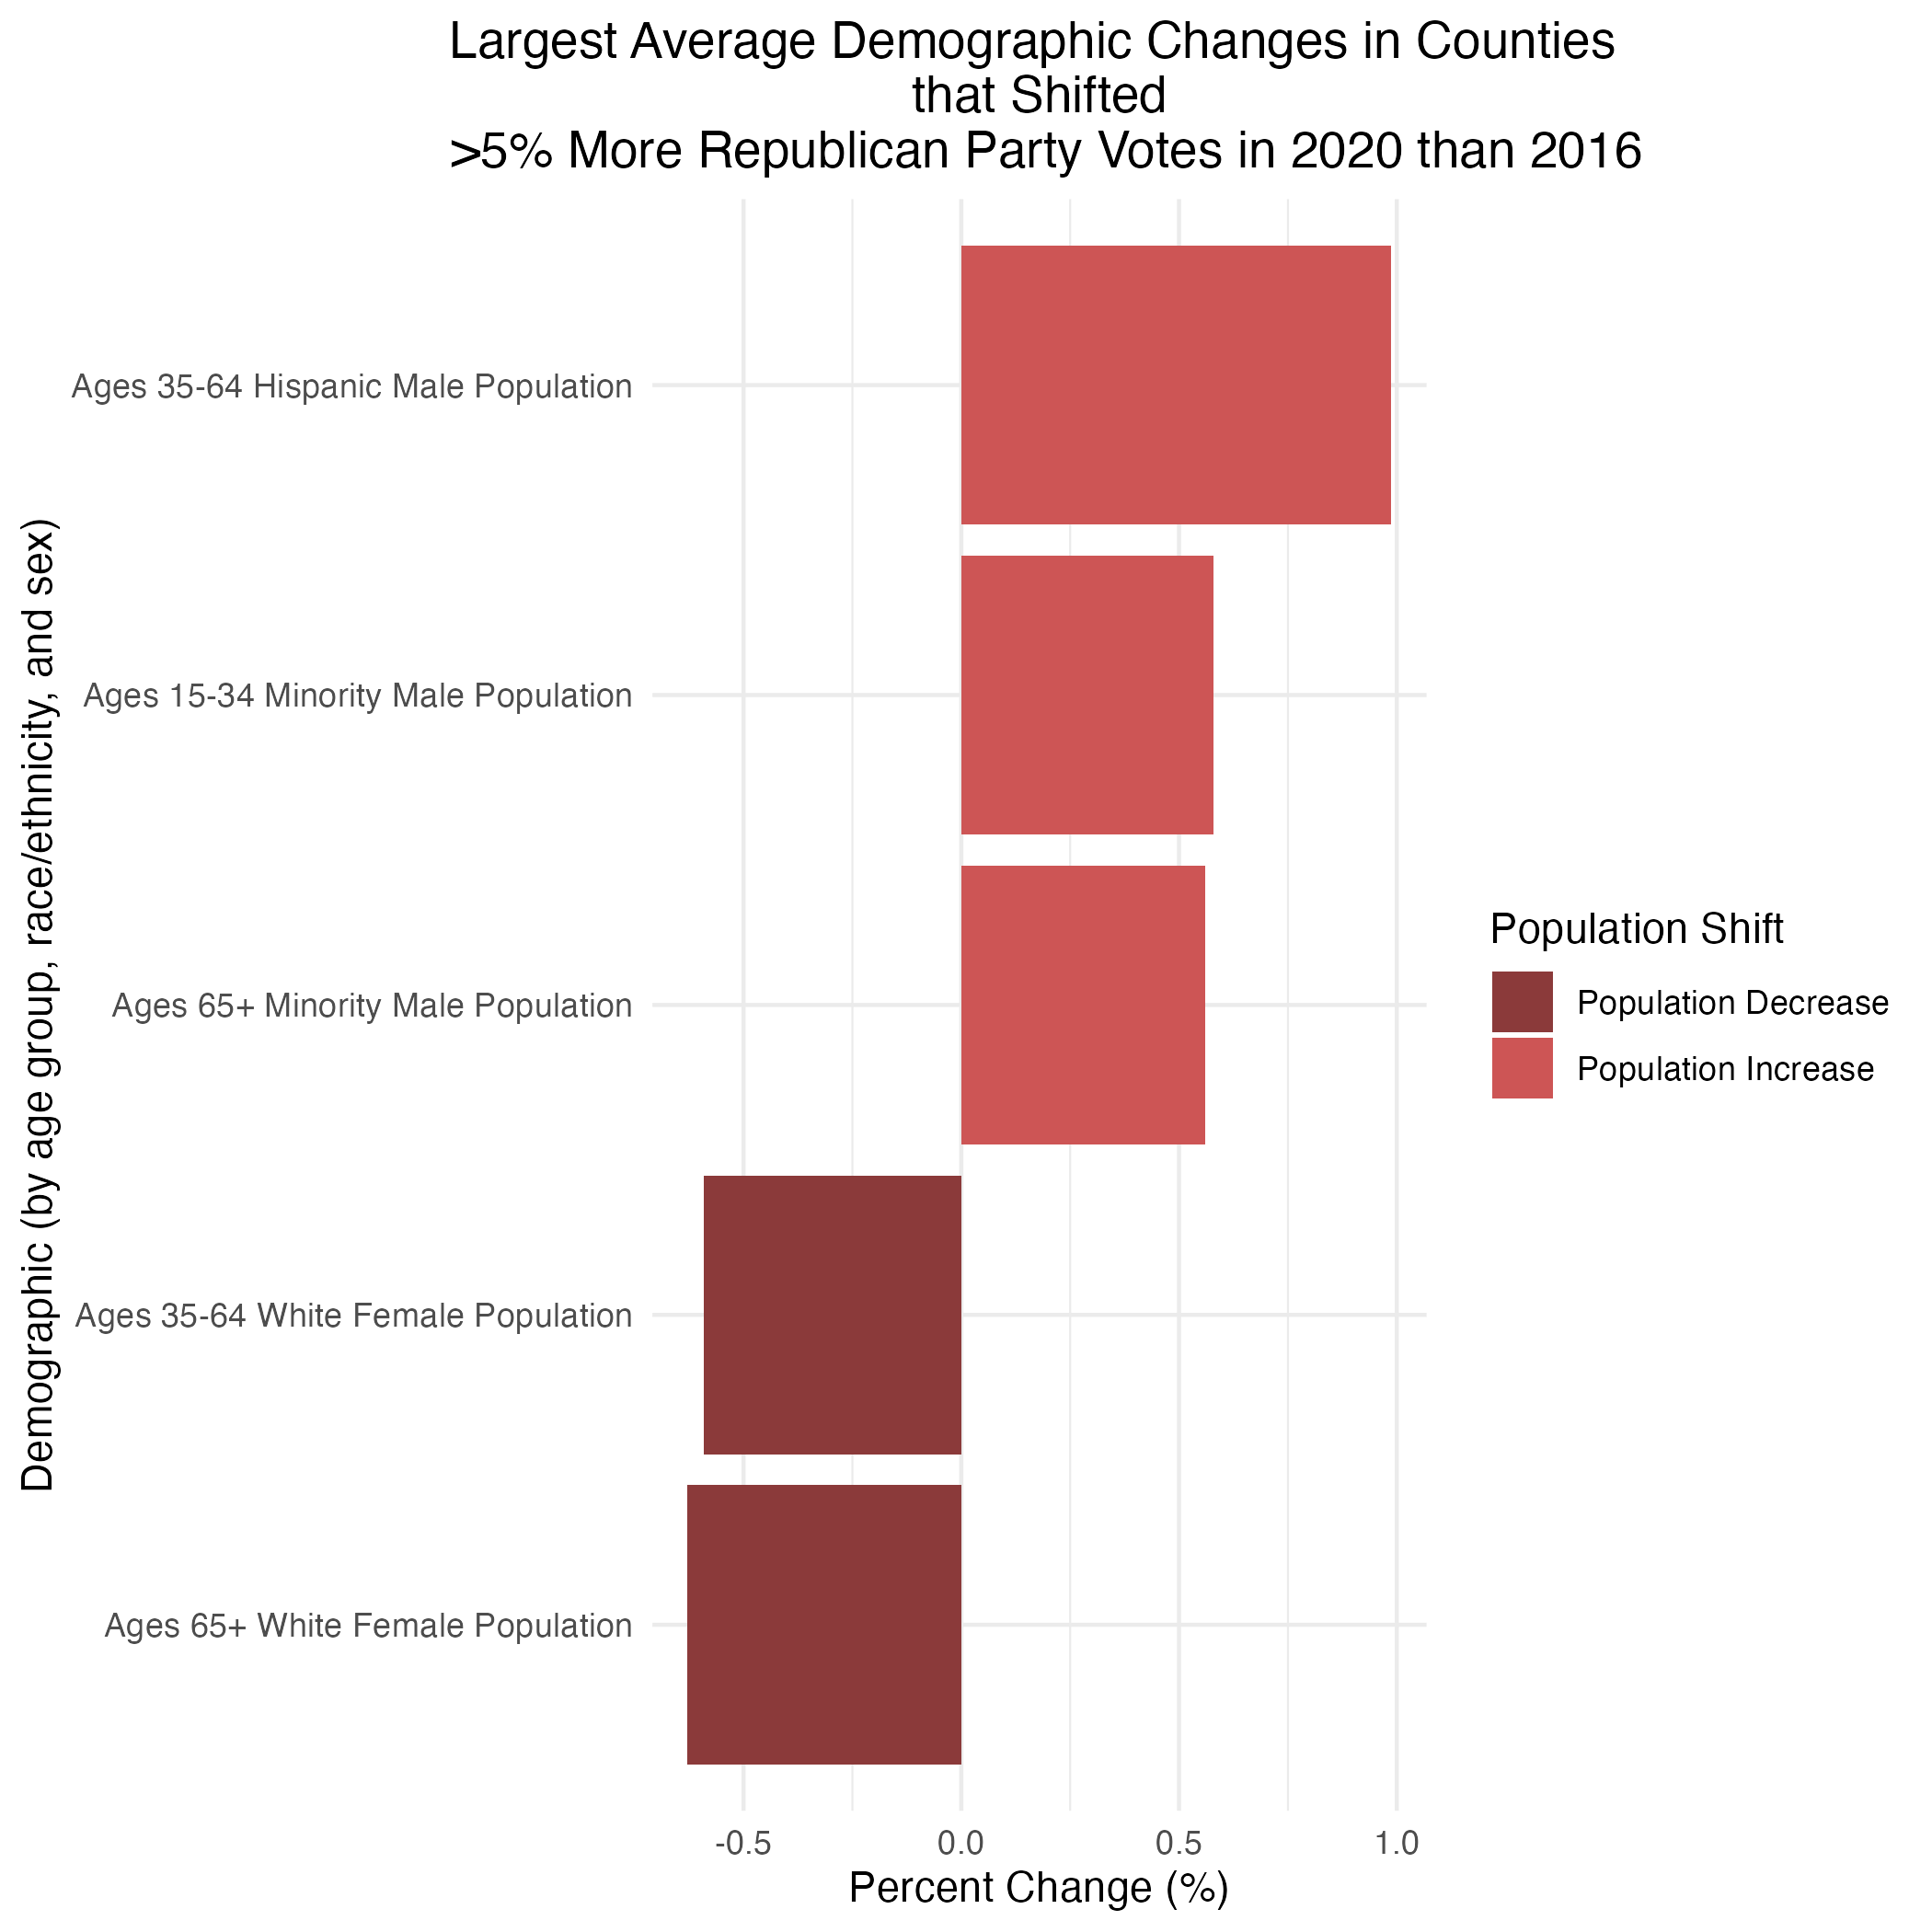 Largest Average Demographic Changes in Counties
that Shifted
>5% More Republican Party Votes in 2020 than 2016
Demographic (by age group, race/ethnicity, and sex)
Ages 35-64 Hispanic Male Population
Ages 15-34 Minority Male Population
Ages 65+ Minority Male Population
Ages 35-64 White Female Population
Ages 65+ White Female Population
-0.5
0.0
0.5
1.0
Percent Change (%)
Population Shift
Population Decrease
Population Increase